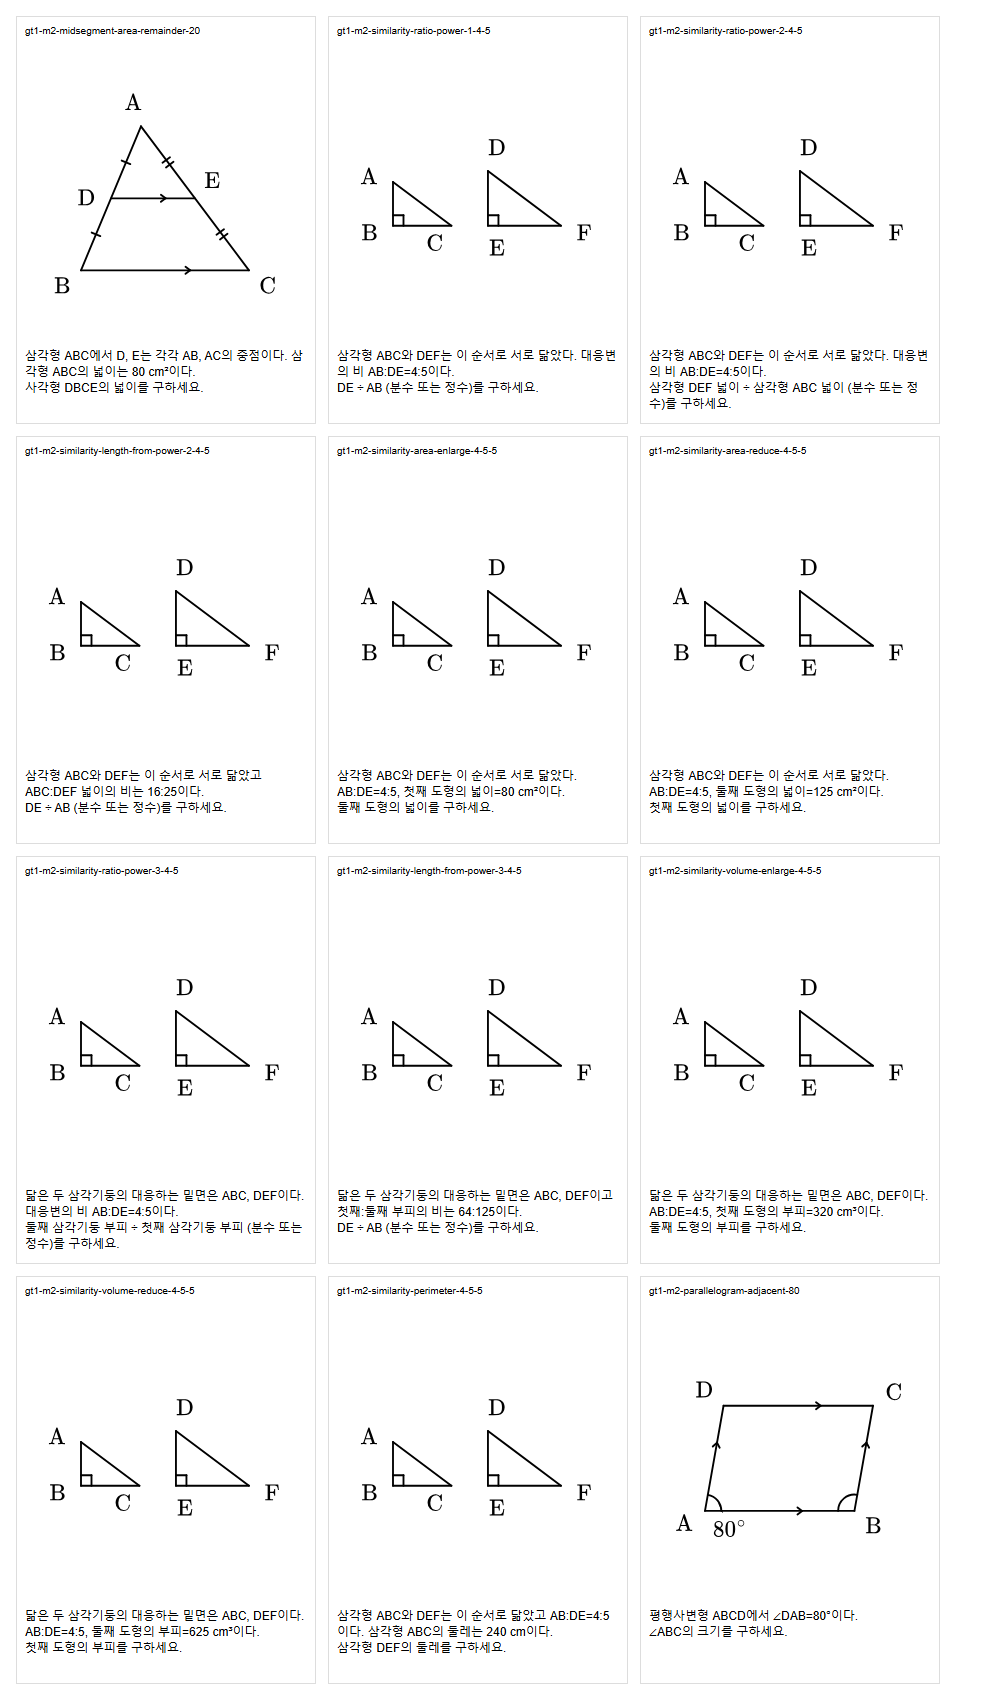 gt1-m2-midsegment-area-remainder-20
A
D
E
B
C
삼각형 ABC에서 D, E는 각각 AB, AC의 중점이다. 삼
각형 ABC의 넓이는 80 cm²이다.
사각형 DBCE의 넓이를 구하세요.
gt1-m2-similarity-ratio-power-1-4-5
D
A
B
C
E
F
삼각형 ABC와 DEF는 이 순서로 서로 닮았다. 대응변
의 비 AB:DE=4:5이다.
DE ÷ AB (분수 또는 정수)를 구하세요.
gt1-m2-similarity-ratio-power-2-4-5
D
A
B
C
E
F
삼각형 ABC와 DEF는 이 순서로 서로 닮았다. 대응변
의 비 AB:DE=4:5이다.
삼각형 DEF 넓이 ÷ 삼각형 ABC 넓이 (분수 또는 정
수)를 구하세요.
gt1-m2-similarity-length-from-power-2-4-5
D
A
B
C
E
F
삼각형 ABC와 DEF는 이 순서로 서로 닮았고
ABC:DEF 넓이의 비는 16:25이다.
DE ÷ AB (분수 또는 정수)를 구하세요.
gt1-m2-similarity-area-enlarge-4-5-5
D
A
B
C
E
F
삼각형 ABC와 DEF는 이 순서로 서로 닮았다.
AB:DE=4:5, 첫째 도형의 넓이=80 cm²이다.
둘째 도형의 넓이를 구하세요.
gt1-m2-similarity-area-reduce-4-5-5
D
A
B
C
E
F
삼각형 ABC와 DEF는 이 순서로 서로 닮았다.
AB:DE=4:5, 둘째 도형의 넓이=125 cm²이다.
첫째 도형의 넓이를 구하세요.
gt1-m2-similarity-ratio-power-3-4-5
D
A
B
C
E
F
닮은 두 삼각기둥의 대응하는 밑면은 ABC, DEF이다.
대응변의 비 AB:DE=4:5이다.
둘째 삼각기둥 부피 ÷ 첫째 삼각기둥 부피 (분수 또는
정수)를 구하세요.
gt1-m2-similarity-length-from-power-3-4-5
D
A
B
C
E
F
닮은 두 삼각기둥의 대응하는 밑면은 ABC, DEF이고
첫째:둘째 부피의 비는 64:125이다.
DE ÷ AB (분수 또는 정수)를 구하세요.
gt1-m2-similarity-volume-enlarge-4-5-5
D
A
B
C
E
F
닮은 두 삼각기둥의 대응하는 밑면은 ABC, DEF이다.
AB:DE=4:5, 첫째 도형의 부피=320 cm³이다.
둘째 도형의 부피를 구하세요.
gt1-m2-similarity-volume-reduce-4-5-5
D
A
B
C
E
F
닮은 두 삼각기둥의 대응하는 밑면은 ABC, DEF이다.
AB:DE=4:5, 둘째 도형의 부피=625 cm³이다.
첫째 도형의 부피를 구하세요.
gt1-m2-similarity-perimeter-4-5-5
D
A
B
C
E
F
삼각형 ABC와 DEF는 이 순서로 닮았고 AB:DE=4:5
이다. 삼각형 ABC의 둘레는 240 cm이다.
삼각형 DEF의 둘레를 구하세요.
gt1-m2-parallelogram-adjacent-80
D
C
A
80°
B
평행사변형 ABCD에서 ∠DAB=80°이다.
∠ABC의 크기를 구하세요.